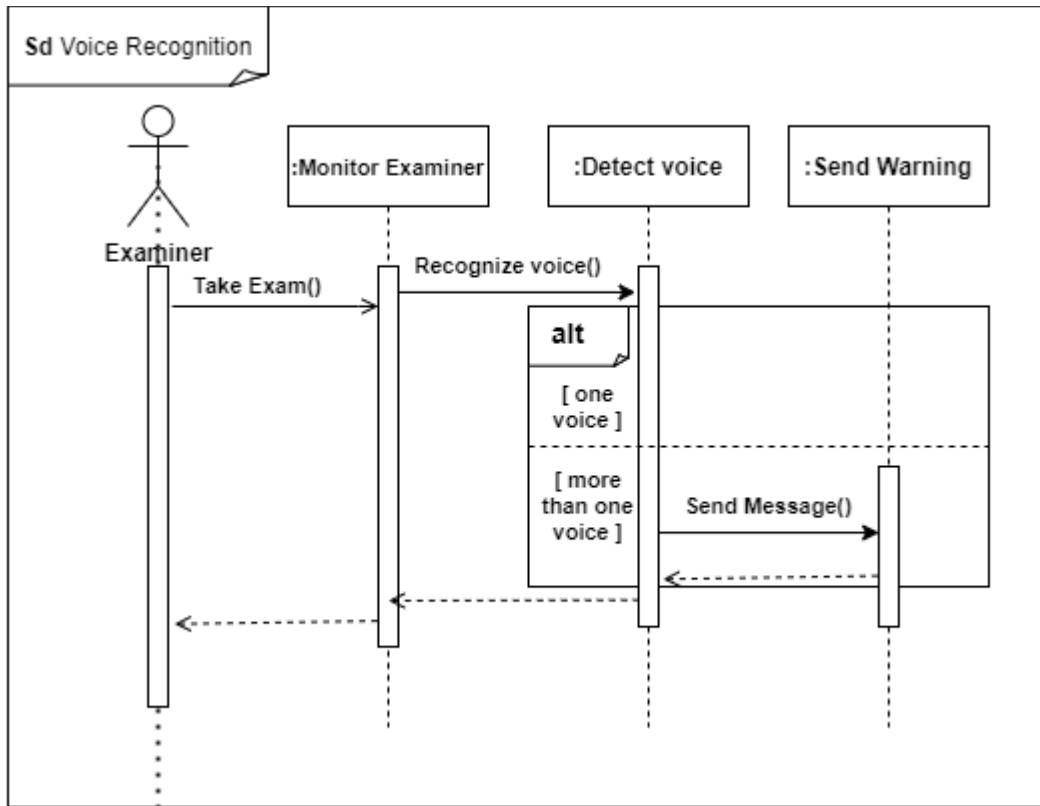 Sd Voice Recognition
:Monitor Examiner
:Detect voice
:Send Warning
Examiner
Take Exam()
Recognize voice()
alt
[ one
voice ]
[ more
than one
voice ]
Send Message()